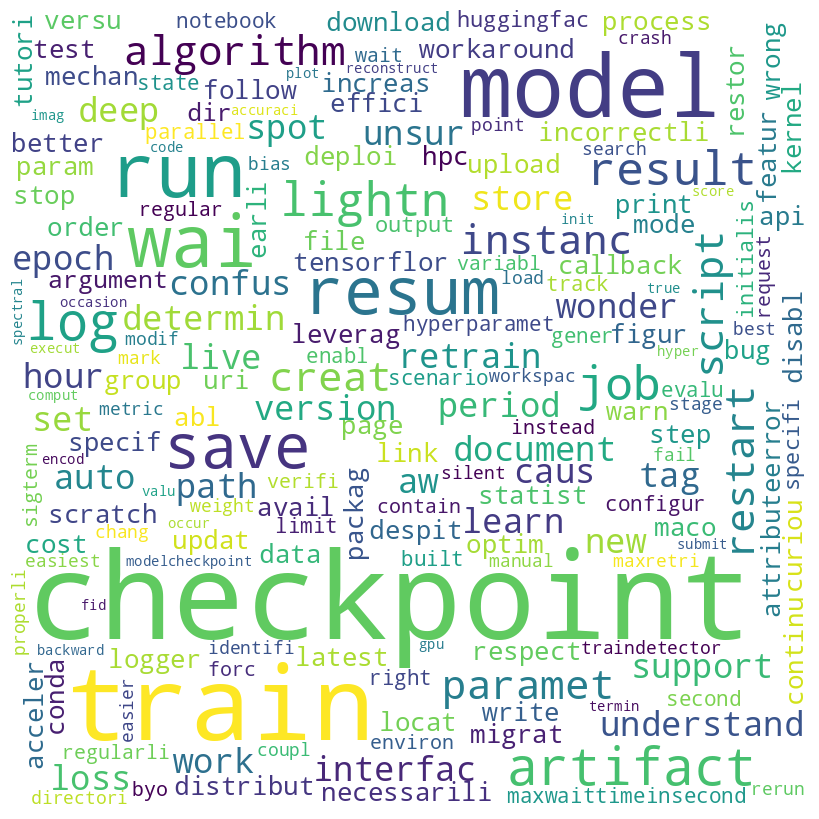 versu notebook download huggingfac process
test wait workaround crash
tutori algorithm model
mechan state plot reconstruct restor wrong
follow increas
imag deep dir accuraci effici
better parallel spot unsur point incorrectli featur kernel
code search
param run bias deploi hpc upload result
stop regular lightn store print score
order earli output init mode api
epoch wai file instanc initialis request
argument confus tensorflor variabl callback
spectral occasion resum load track true
log determin wonder script
modif leverag hyperparamet gener figur best disabl
execut mark live enabl retrain hyper bug
hour group uri creat scenario workspac job evalu stage
comput set metric abl version period warn specifi
page instead step
specif save link document restart fail attributeerror
sigterm encod auto path verifi aw silent caus tag
valu weight packag contain statist configur
scratch avail limit despit learn maco curiou
occur chang
cost updat data built optim new continu
easiest modelcheckpoint manual maxretri submit
checkpoint
properli fid
backward identifi gpu respect traindetector
logger forc latest support
acceler conda train right paramet second
easier locat write termin understand
regularli work coupl environ migrat
loss interfac artifact
directori byo distribut necessarili maxwaittimeinsecond rerun